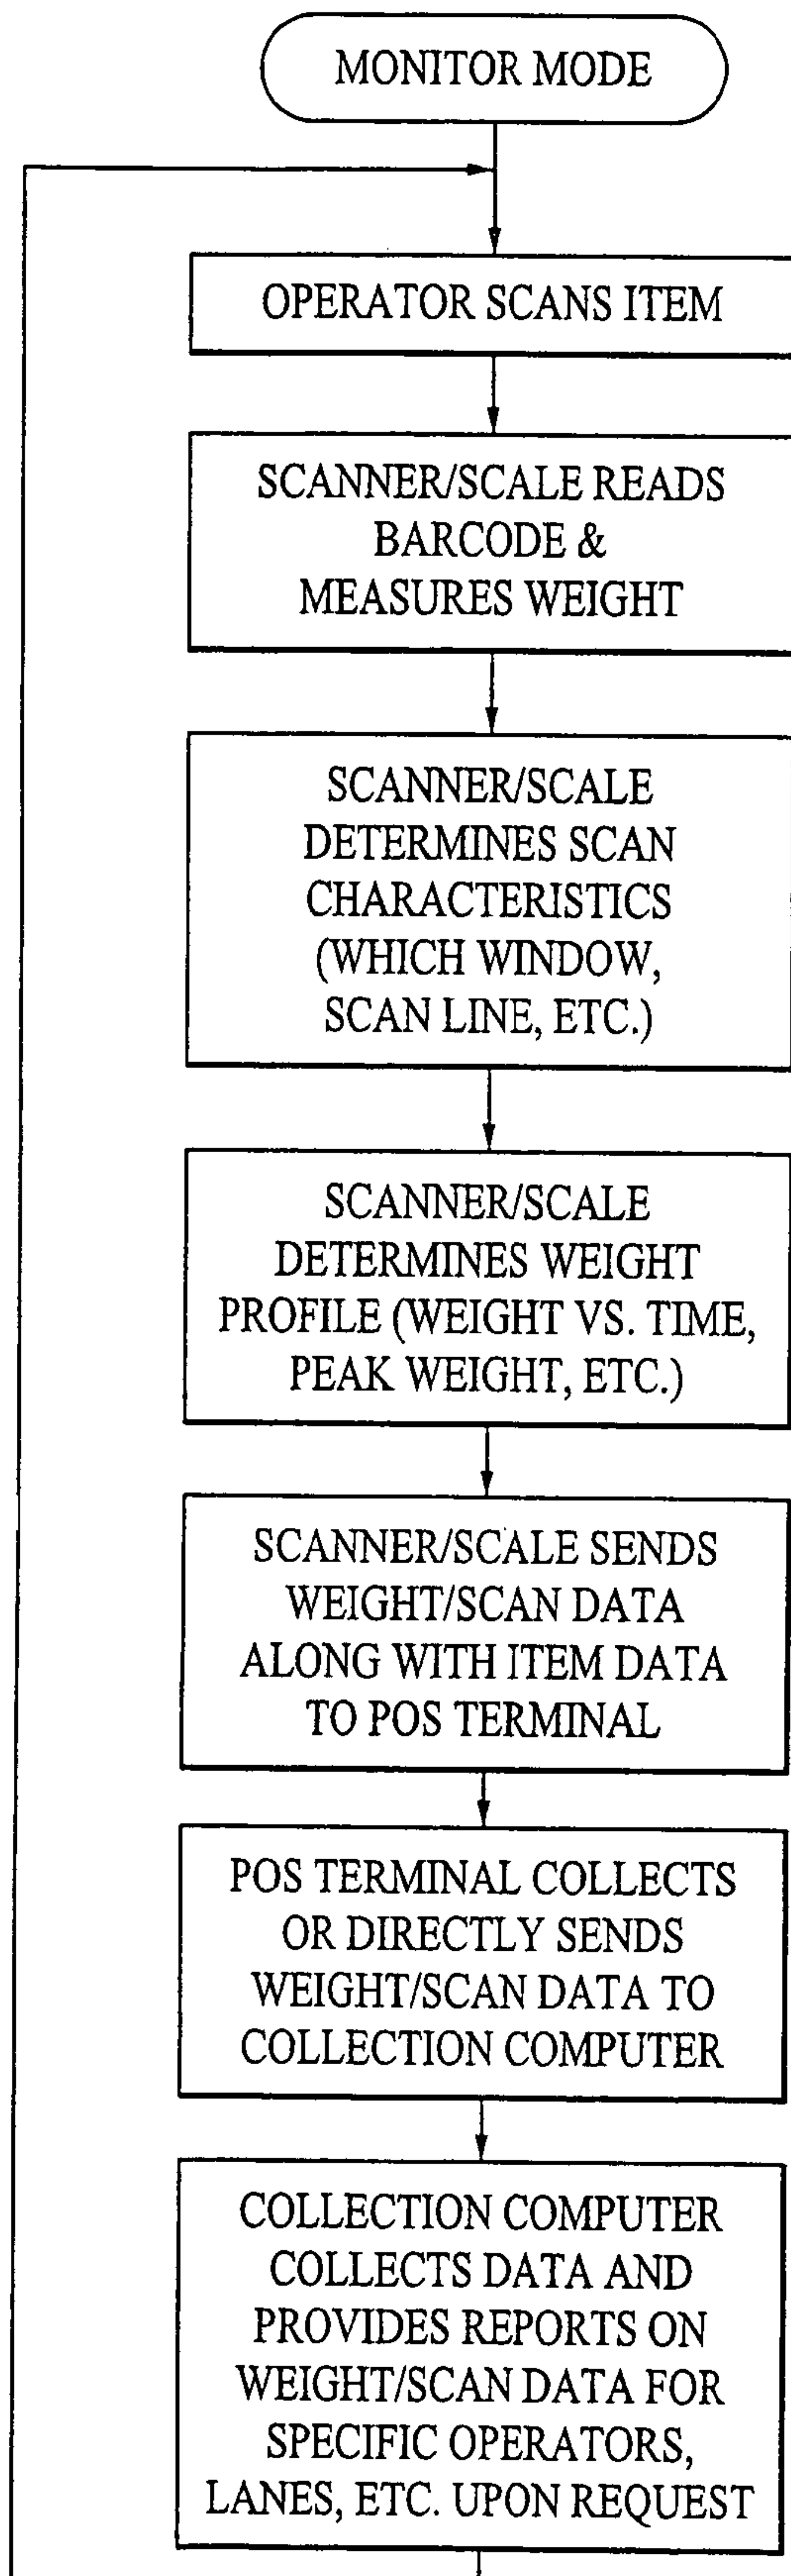 MONITOR MODE
OPERATOR SCANS ITEM
SCANNER/SCALE READS
BARCODE &
MEASURES WEIGHT
SCANNER/SCALE
DETERMINES SCAN
CHARACTERISTICS
(WHICH WINDOW,
SCAN LINE, ETC.)
SCANNER/SCALE
DETERMINES WEIGHT
PROFILE (WEIGHT VS. TIME,
PEAK WEIGHT, ETC.)
SCANNER/SCALE SENDS
WEIGHT/SCAN DATA
ALONG WITH ITEM DATA
TO POS TERMINAL
POS TERMINAL COLLECTS
OR DIRECTLY SENDS
WEIGHT/SCAN DATA TO
COLLECTION COMPUTER
COLLECTION COMPUTER
COLLECTS DATA AND
PROVIDES REPORTS ON
WEIGHT/SCAN DATA FOR
SPECIFIC OPERATORS,
LANES, ETC. UPON REQUEST